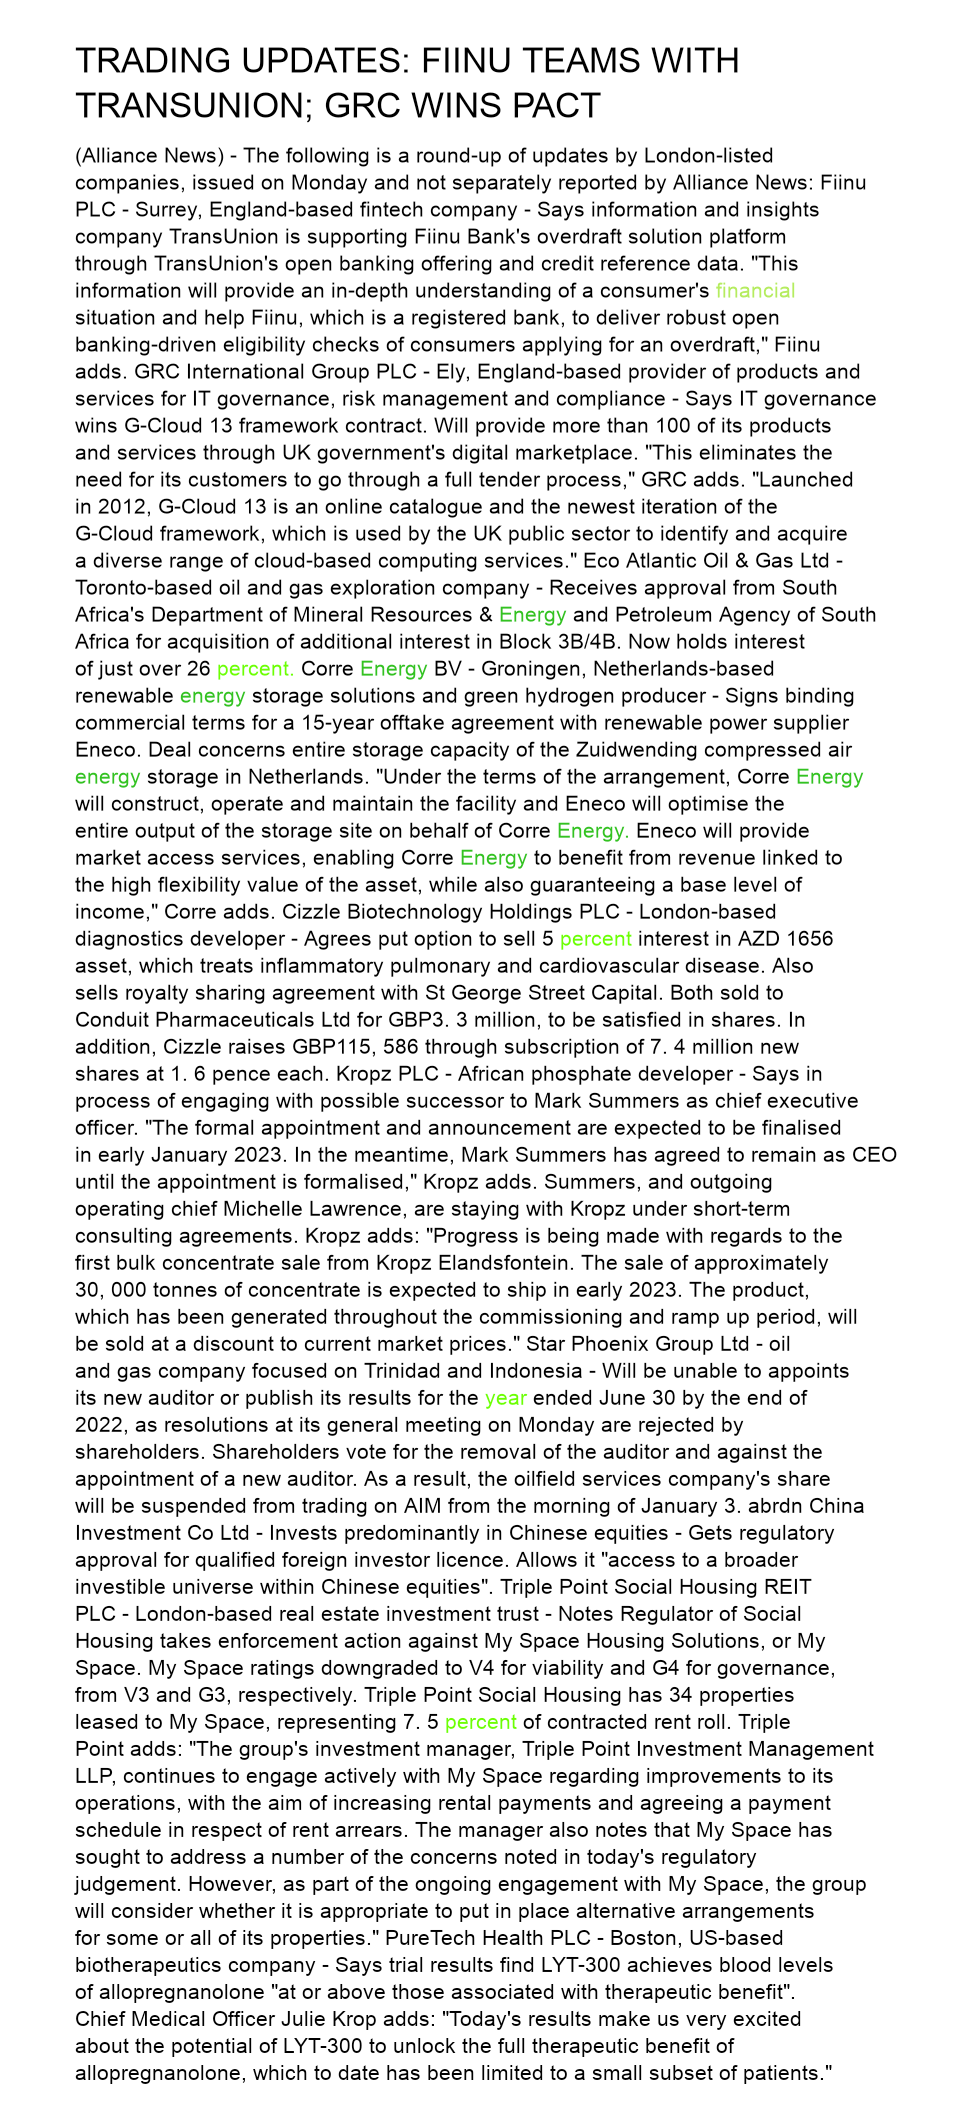 TRADING UPDATES: FIINU TEAMS WITH
TRANSUNION; GRC WINS PACT
(Alliance News) - The following is a round-up of updates by London-listed
companies, issued on Monday and not separately reported by Alliance News: Fiinu
PLC - Surrey, England-based fintech company - Says information and insights
company TransUnion is supporting Fiinu Bank's overdraft solution platform
through TransUnion's open banking offering and credit reference data. "This
information will provide an in-depth understanding of a consumer's financial
situation and help Fiinu, which is a registered bank, to deliver robust open
banking-driven eligibility checks of consumers applying for an overdraft," Fiinu
adds. GRC International Group PLC - Ely, England-based provider of products and
services for IT governance, risk management and compliance - Says IT governance
wins G-Cloud 13 framework contract. Will provide more than 100 of its products
and services through UK government's digital marketplace. "This eliminates the
need for its customers to go through a full tender process," GRC adds. "Launched
in 2012, G-Cloud 13 is an online catalogue and the newest iteration of the
G-Cloud framework, which is used by the UK public sector to identify and acquire
a diverse range of cloud-based computing services." Eco Atlantic Oil & Gas Ltd -
Toronto-based oil and gas exploration company - Receives approval from South
Africa's Department of Mineral Resources & Energy and Petroleum Agency of South
Africa for acquisition of additional interest in Block 3B/4B. Now holds interest
of just over 26 percent. Corre Energy BV - Groningen, Netherlands-based
renewable energy storage solutions and green hydrogen producer - Signs binding
commercial terms for a 15-year offtake agreement with renewable power supplier
Eneco. Deal concerns entire storage capacity of the Zuidwending compressed air
energy storage in Netherlands. "Under the terms of the arrangement, Corre Energy
will construct, operate and maintain the facility and Eneco will optimise the
entire output of the storage site on behalf of Corre Energy. Eneco will provide
market access services, enabling Corre Energy to benefit from revenue linked to
the high flexibility value of the asset, while also guaranteeing a base level of
income," Corre adds. Cizzle Biotechnology Holdings PLC - London-based
diagnostics developer - Agrees put option to sell 5 percent interest in AZD 1656
asset, which treats inflammatory pulmonary and cardiovascular disease. Also
sells royalty sharing agreement with St George Street Capital. Both sold to
Conduit Pharmaceuticals Ltd for GBP3. 3 million, to be satisfied in shares. In
addition, Cizzle raises GBP115, 586 through subscription of 7. 4 million new
shares at 1. 6 pence each. Kropz PLC - African phosphate developer - Says in
process of engaging with possible successor to Mark Summers as chief executive
officer. "The formal appointment and announcement are expected to be finalised
in early January 2023. In the meantime, Mark Summers has agreed to remain as CEO
until the appointment is formalised," Kropz adds. Summers, and outgoing
operating chief Michelle Lawrence, are staying with Kropz under short-term
consulting agreements. Kropz adds: "Progress is being made with regards to the
first bulk concentrate sale from Kropz Elandsfontein. The sale of approximately
30, 000 tonnes of concentrate is expected to ship in early 2023. The product,
which has been generated throughout the commissioning and ramp up period, will
be sold at a discount to current market prices." Star Phoenix Group Ltd - oil
and gas company focused on Trinidad and Indonesia - Will be unable to appoints
its new auditor or publish its results for the year ended June 30 by the end of
2022, as resolutions at its general meeting on Monday are rejected by
shareholders. Shareholders vote for the removal of the auditor and against the
appointment of a new auditor. As a result, the oilfield services company's share
will be suspended from trading on AIM from the morning of January 3. abrdn China
Investment Co Ltd - Invests predominantly in Chinese equities - Gets regulatory
approval for qualified foreign investor licence. Allows it "access to a broader
investible universe within Chinese equities". Triple Point Social Housing REIT
PLC - London-based real estate investment trust - Notes Regulator of Social
Housing takes enforcement action against My Space Housing Solutions, or My
Space. My Space ratings downgraded to V4 for viability and G4 for governance,
from V3 and G3, respectively. Triple Point Social Housing has 34 properties
leased to My Space, representing 7. 5 percent of contracted rent roll. Triple
Point adds: "The group's investment manager, Triple Point Investment Management
LLP, continues to engage actively with My Space regarding improvements to its
operations, with the aim of increasing rental payments and agreeing a payment
schedule in respect of rent arrears. The manager also notes that My Space has
sought to address a number of the concerns noted in today's regulatory
judgement. However, as part of the ongoing engagement with My Space, the group
will consider whether it is appropriate to put in place alternative arrangements
for some or all of its properties." PureTech Health PLC - Boston, US-based
biotherapeutics company - Says trial results find LYT-300 achieves blood levels
of allopregnanolone "at or above those associated with therapeutic benefit".
Chief Medical Officer Julie Krop adds: "Today's results make us very excited
about the potential of LYT-300 to unlock the full therapeutic benefit of
allopregnanolone, which to date has been limited to a small subset of patients."